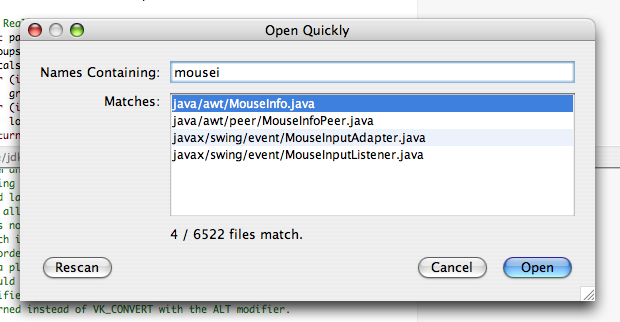 Open Quickly
Names Containing: mousei
Matches:
java/awt/MouseInfo.java
java/awt/peer/MouseInfoPeer.java
javax/swing/event/MouseInputAdapter.java
javax/swing/event/MouseInputListener.java
4 / 6522 files match.
Rescan
Cancel
Open
rned instead of VK_CONVERT with the ALT modifier.